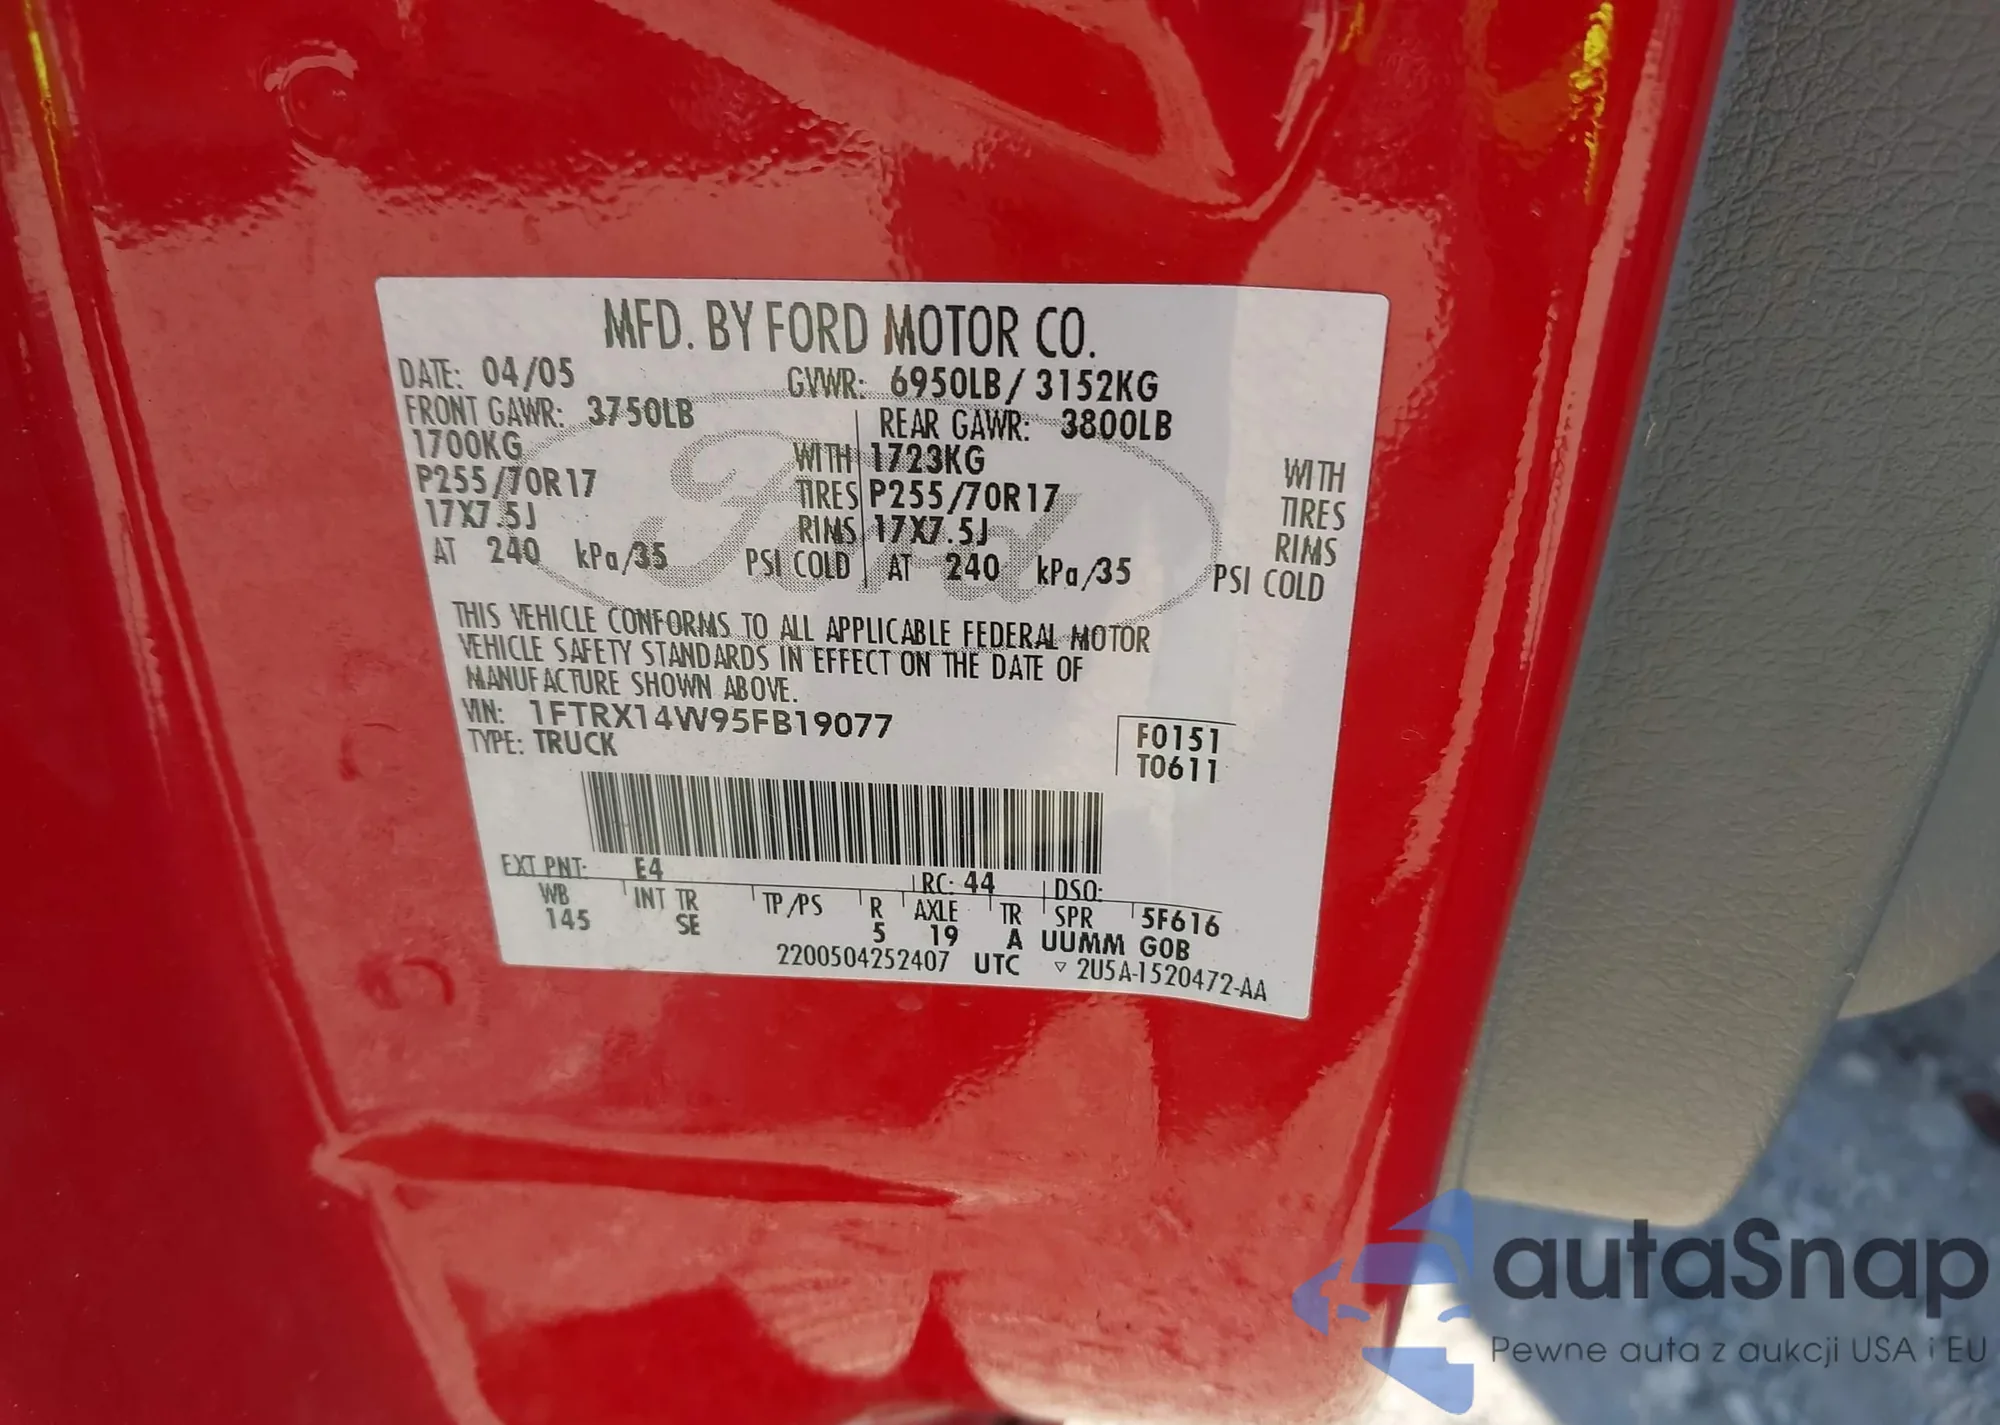 MFD. BY FORD MOTOR CO.
DATE: 04/05 GVWR: 6950LB/ 3152KG
FRONT GAWR: 3750LB REAR GAWR: 3800LB
1700KG WITH 1723KG WITH
P255/70R17 TIRES P255/70R17 TIRES
17X7.5J RIMS 17X7.5J RIMS
AT 240 kPa/35 PSI COLD AT 240 kPa/35 PSI COLD
Ford
THIS VEHICLE CONFORMS TO ALL APPLICABLE FEDERAL MOTOR
VEHICLE SAFETY STANDARDS IN EFFECT ON THE DATE OF
MANUFACTURE SHOWN ABOVE.
VIN: 1FTRX14W95FB19077
TYPE: TRUCK
F0151
T0611
EXT PNT: E4 RC: 44 DSO:
WB INT TR TP/PS R AXLE TR SPR 5F616
145 SE 5 19 A UUMM GOB
2200504252407 UTC ▽ 2U5A-1520472-AA
autaSnap
Pewne auta z aukcji USA i EU